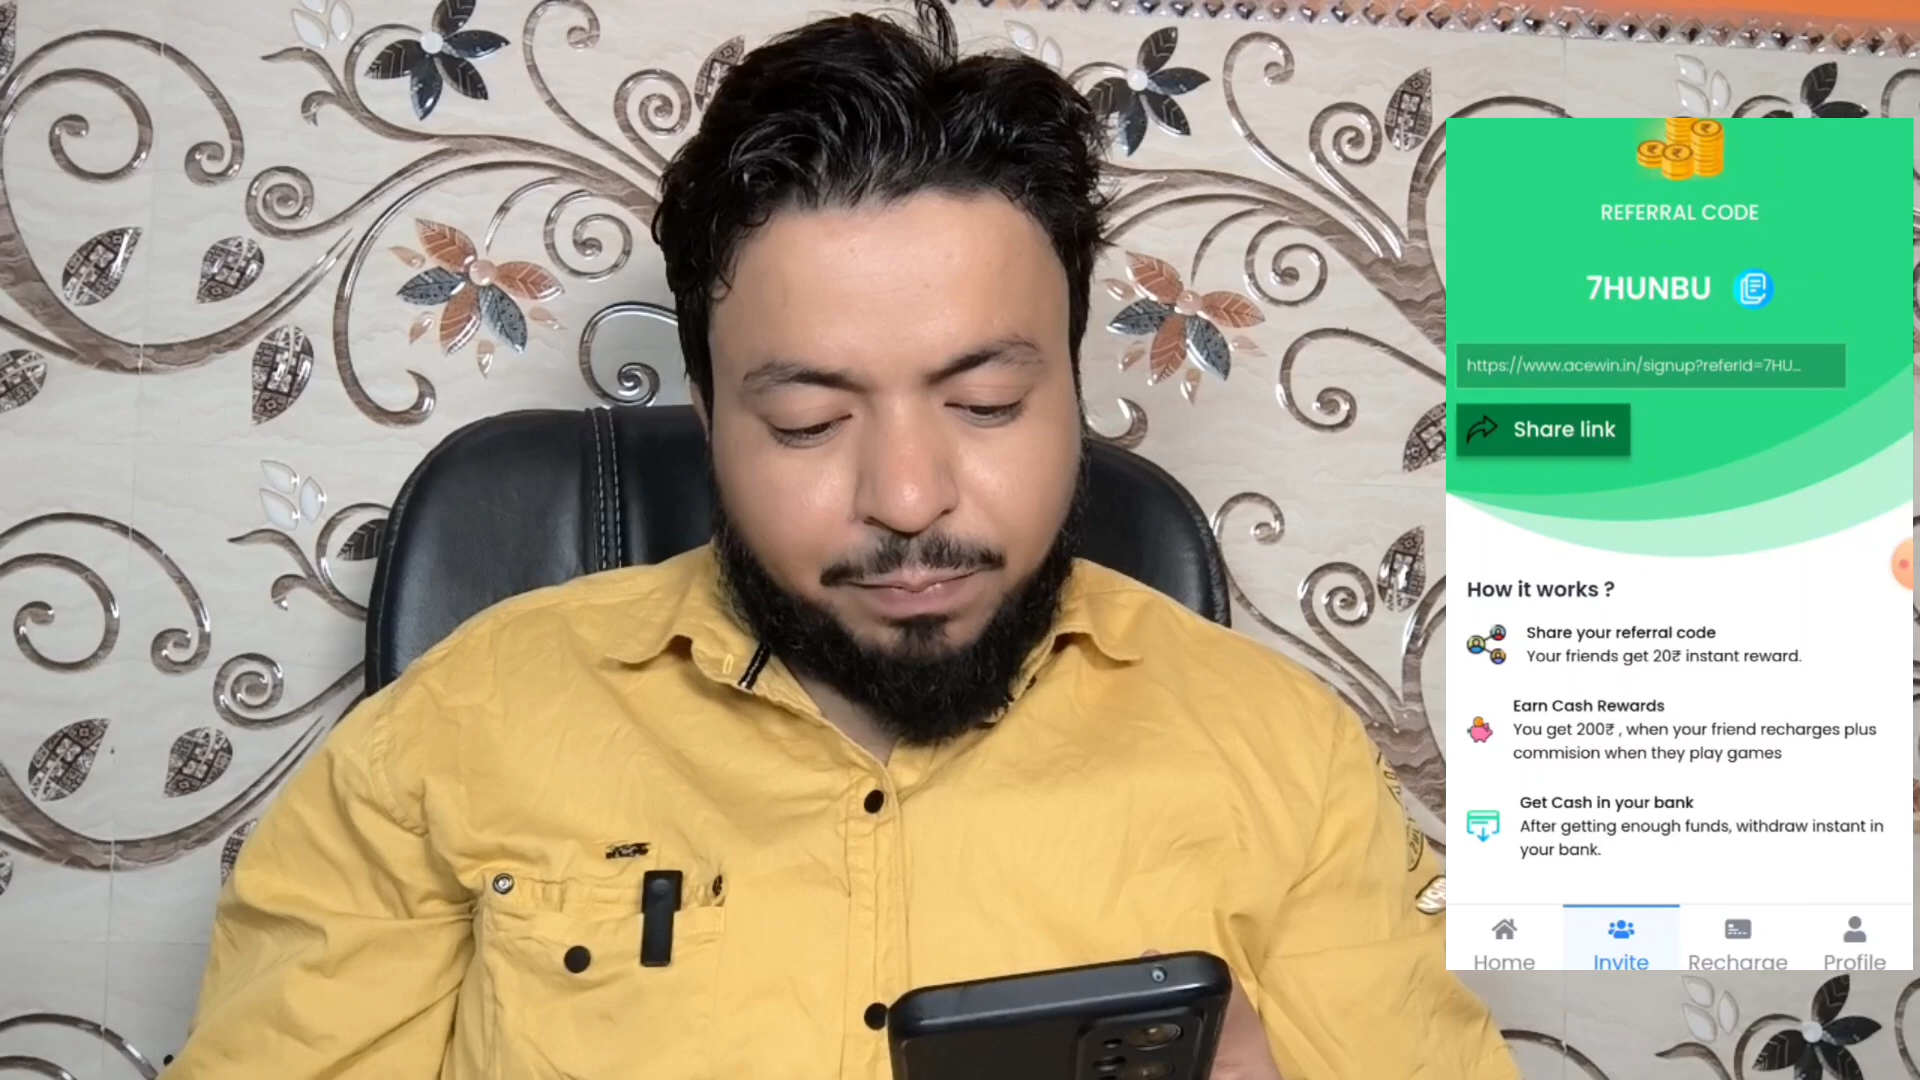 REFERRAL CODE
7HUNBU
https://www.acewin.in/signup?referId=7HU...
Share link
How it works ?
Share your referral code
Your friends get 20₹ instant reward.
Earn Cash Rewards
You get 200₹ , when your friend recharges plus
commision when they play games
Get Cash in your bank
After getting enough funds, withdraw instant in
your bank.
Home
Invite
Recharge
Profile